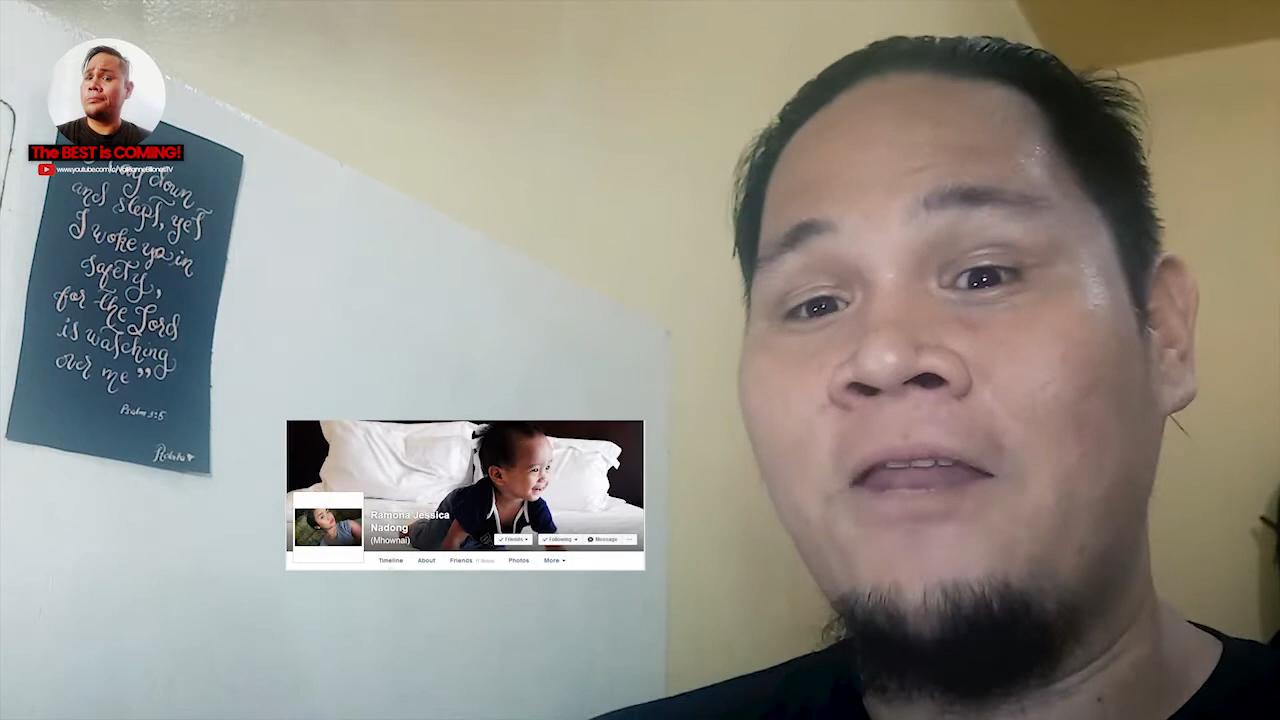 The BEST is COMING!
down
and slept, yet
I woke up in
safety,
for the Lord
is watching
over me ”
Psalm 3:5
Ramona Jessica
Nadong
(Mhownai)
Friends
Following
Message
Timeline
About
Friends
Photos
More